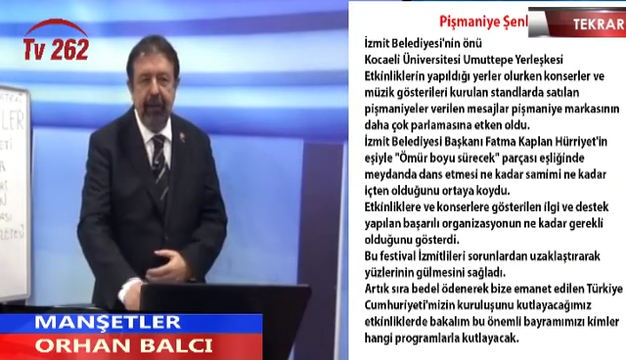 Tv 262
Pişmaniye Şenl
TEKRAR
İzmit Belediyesi'nin önü
Kocaeli Üniversitesi Umuttepe Yerleşkesi
Etkinliklerin yapıldığı yerler olurken konserler ve
müzik gösterileri kurulan standlarda satılan
pişmaniyeler verilen mesajlar pişmaniye markasının
daha çok parlamasına etken oldu.
İzmit Belediyesi Başkanı Fatma Kaplan Hürriyet'in
eşiyle "Ömür boyu sürecek" parçası eşliğinde
meydanda dans etmesi ne kadar samimi ne kadar
içten olduğunu ortaya koydu.
Etkinliklere ve konserlere gösterilen ilgi ve destek
yapılan başarılı organizasyonun ne kadar gerekli
olduğunu gösterdi.
Bu festival İzmitlileri sorunlardan uzaklaştırarak
yüzlerinin gülmesini sağladı.
Artık sıra bedel ödenerek bize emanet edilen Türkiye
Cumhuriyeti'mizin kuruluşunu kutlayacağımız
etkinliklerde bakalım bu önemli bayramımızı kimler
hangi programlarla kutlayacak.
MANŞETLER
ORHAN BALCI